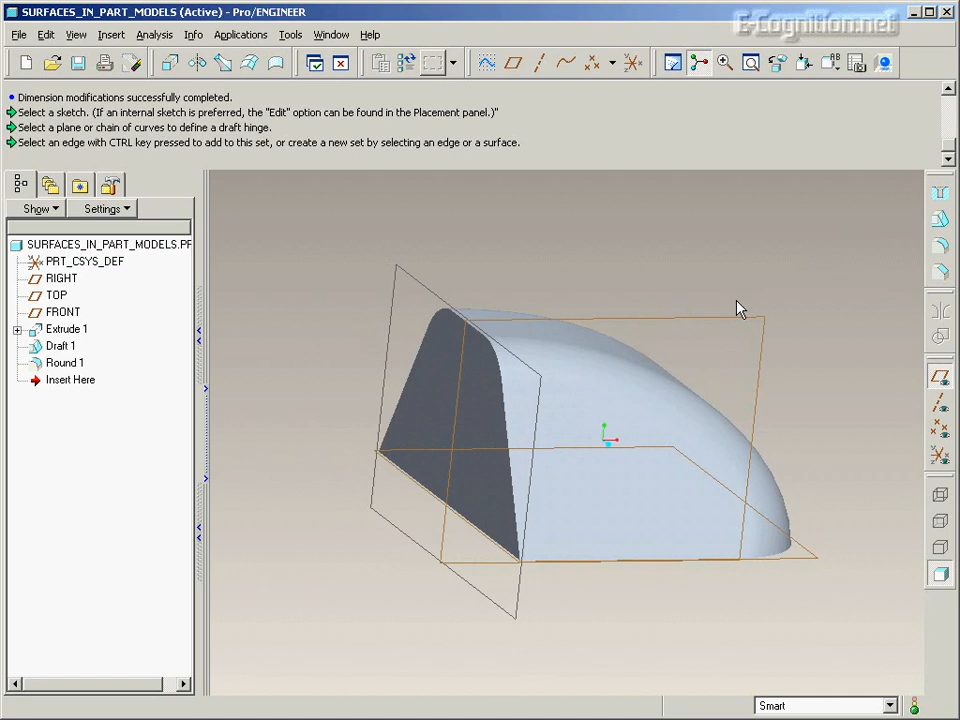 SURFACES_IN_PART_MODELS (Active) - Pro/ENGINEER
E-Cognition.net
File Edit View Insert Analysis Info Applications Tools Window Help
Dimension modifications successfully completed.
Select a sketch. (If an internal sketch is preferred, the "Edit" option can be found in the Placement panel.)"
Select a plane or chain of curves to define a draft hinge.
Select an edge with CTRL key pressed to add to this set, or create a new set by selecting an edge or a surface.
Show Settings
SURFACES_IN_PART_MODELS.PF
PRT_CSYS_DEF
RIGHT
TOP
FRONT
Extrude 1
Draft 1
Round 1
Insert Here
Smart